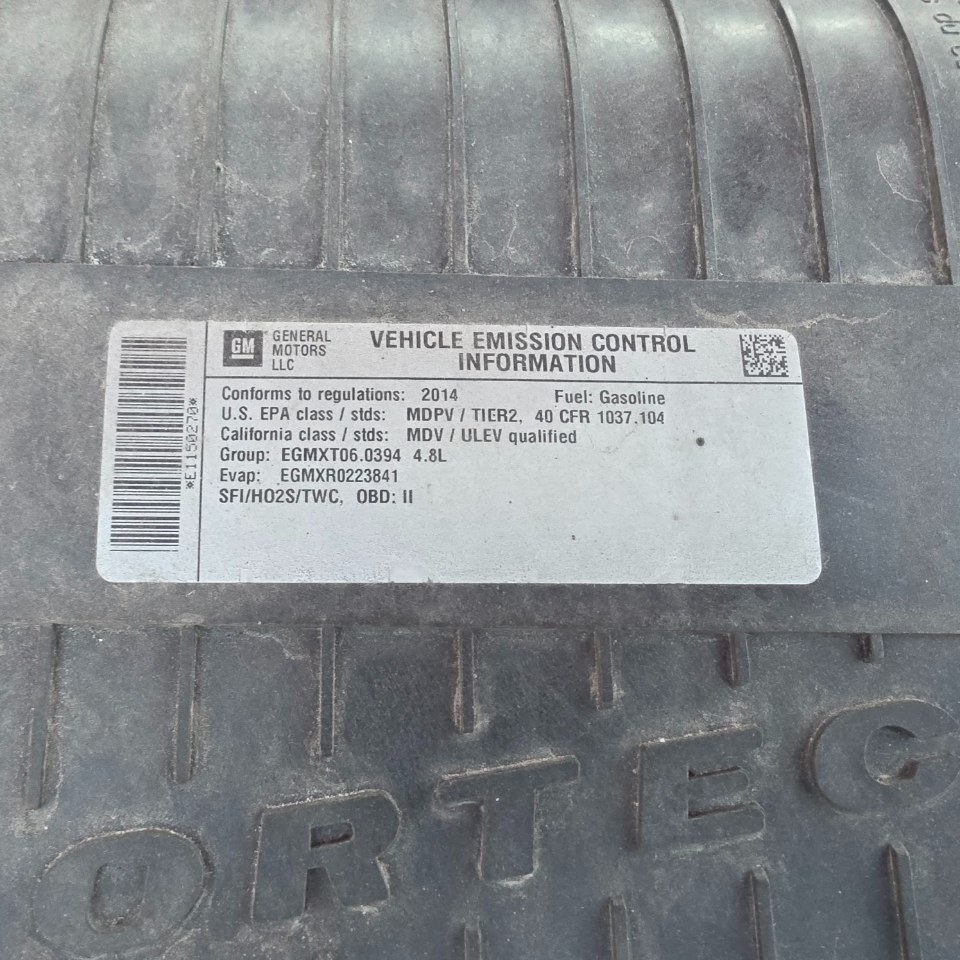 GM GENERAL MOTORS LLC
VEHICLE EMISSION CONTROL
INFORMATION
Conforms to regulations: 2014 Fuel: Gasoline
U.S. EPA class / stds: MDPV / TIER2, 40 CFR 1037.104
California class / stds: MDV / ULEV qualified
Group: EGMXT06.0394 4.8L
Evap: EGMXR0223841
SFI/HO2S/TWC, OBD: II
*E1150270*
ORTEC